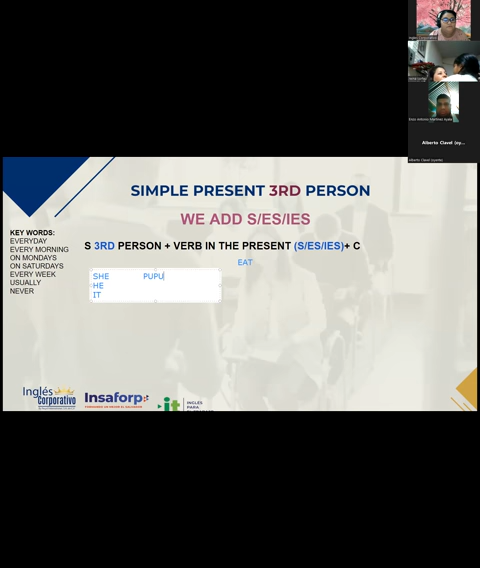 Alberto Clavel (oy...
SIMPLE PRESENT 3RD PERSON
WE ADD S/ES/IES
KEY WORDS:
EVERYDAY
EVERY MORNING
ON MONDAYS
ON SATURDAYS
EVERY WEEK
USUALLY
NEVER
S 3RD PERSON + VERB IN THE PRESENT (S/ES/IES)+ C
EAT
SHE PUPU
HE
IT
Inglés
Corporativo
Insaforp
it
INGLÉS
PARA